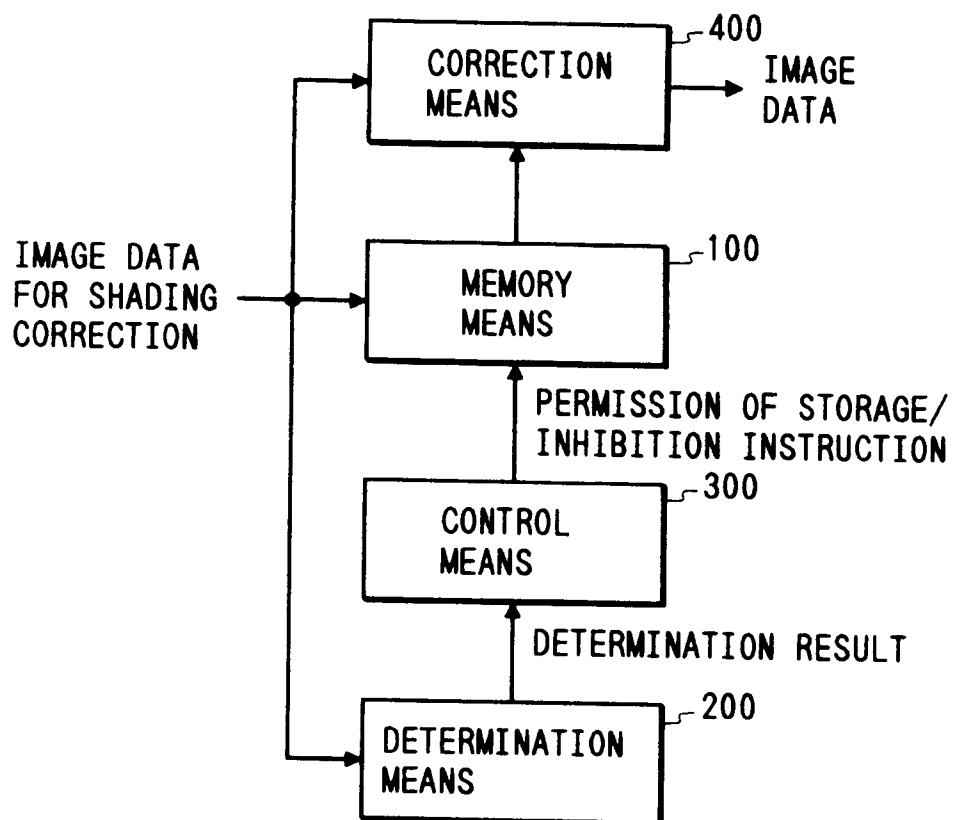 400
CORRECTION
MEANS
IMAGE
DATA
100
IMAGE DATA
FOR SHADING
CORRECTION
MEMORY
MEANS
PERMISSION OF STORAGE/
INHIBITION INSTRUCTION
300
CONTROL
MEANS
DETERMINATION RESULT
200
DETERMINATION
MEANS